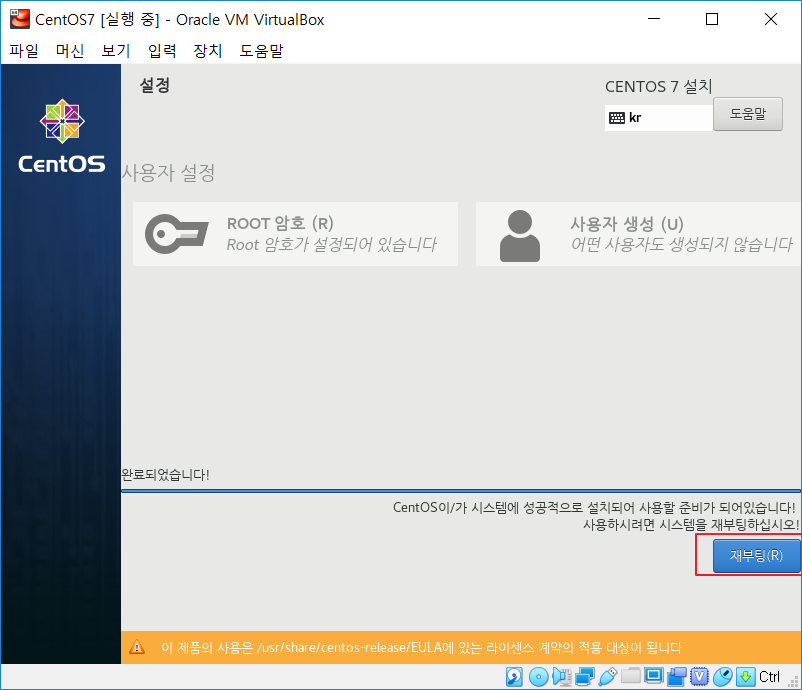 CentOS7 [실행 중] - Oracle VM VirtualBox
파일 머신 보기 입력 장치 도움말
CentOS
설정
CENTOS 7 설치
kr
도움말
사용자 설정
ROOT 암호 (R)
Root 암호가 설정되어 있습니다
사용자 생성 (U)
어떤 사용자도 생성되지 않습니다
완료되었습니다!
CentOS이/가 시스템에 성공적으로 설치되어 사용할 준비가 되어있습니다!
사용하시려면 시스템을 재부팅하십시오!
재부팅(R)
이 제품의 사용은 /usr/share/centos-release/EULA에 있는 라이센스 계약의 적용 대상이 됩니다
Ctrl